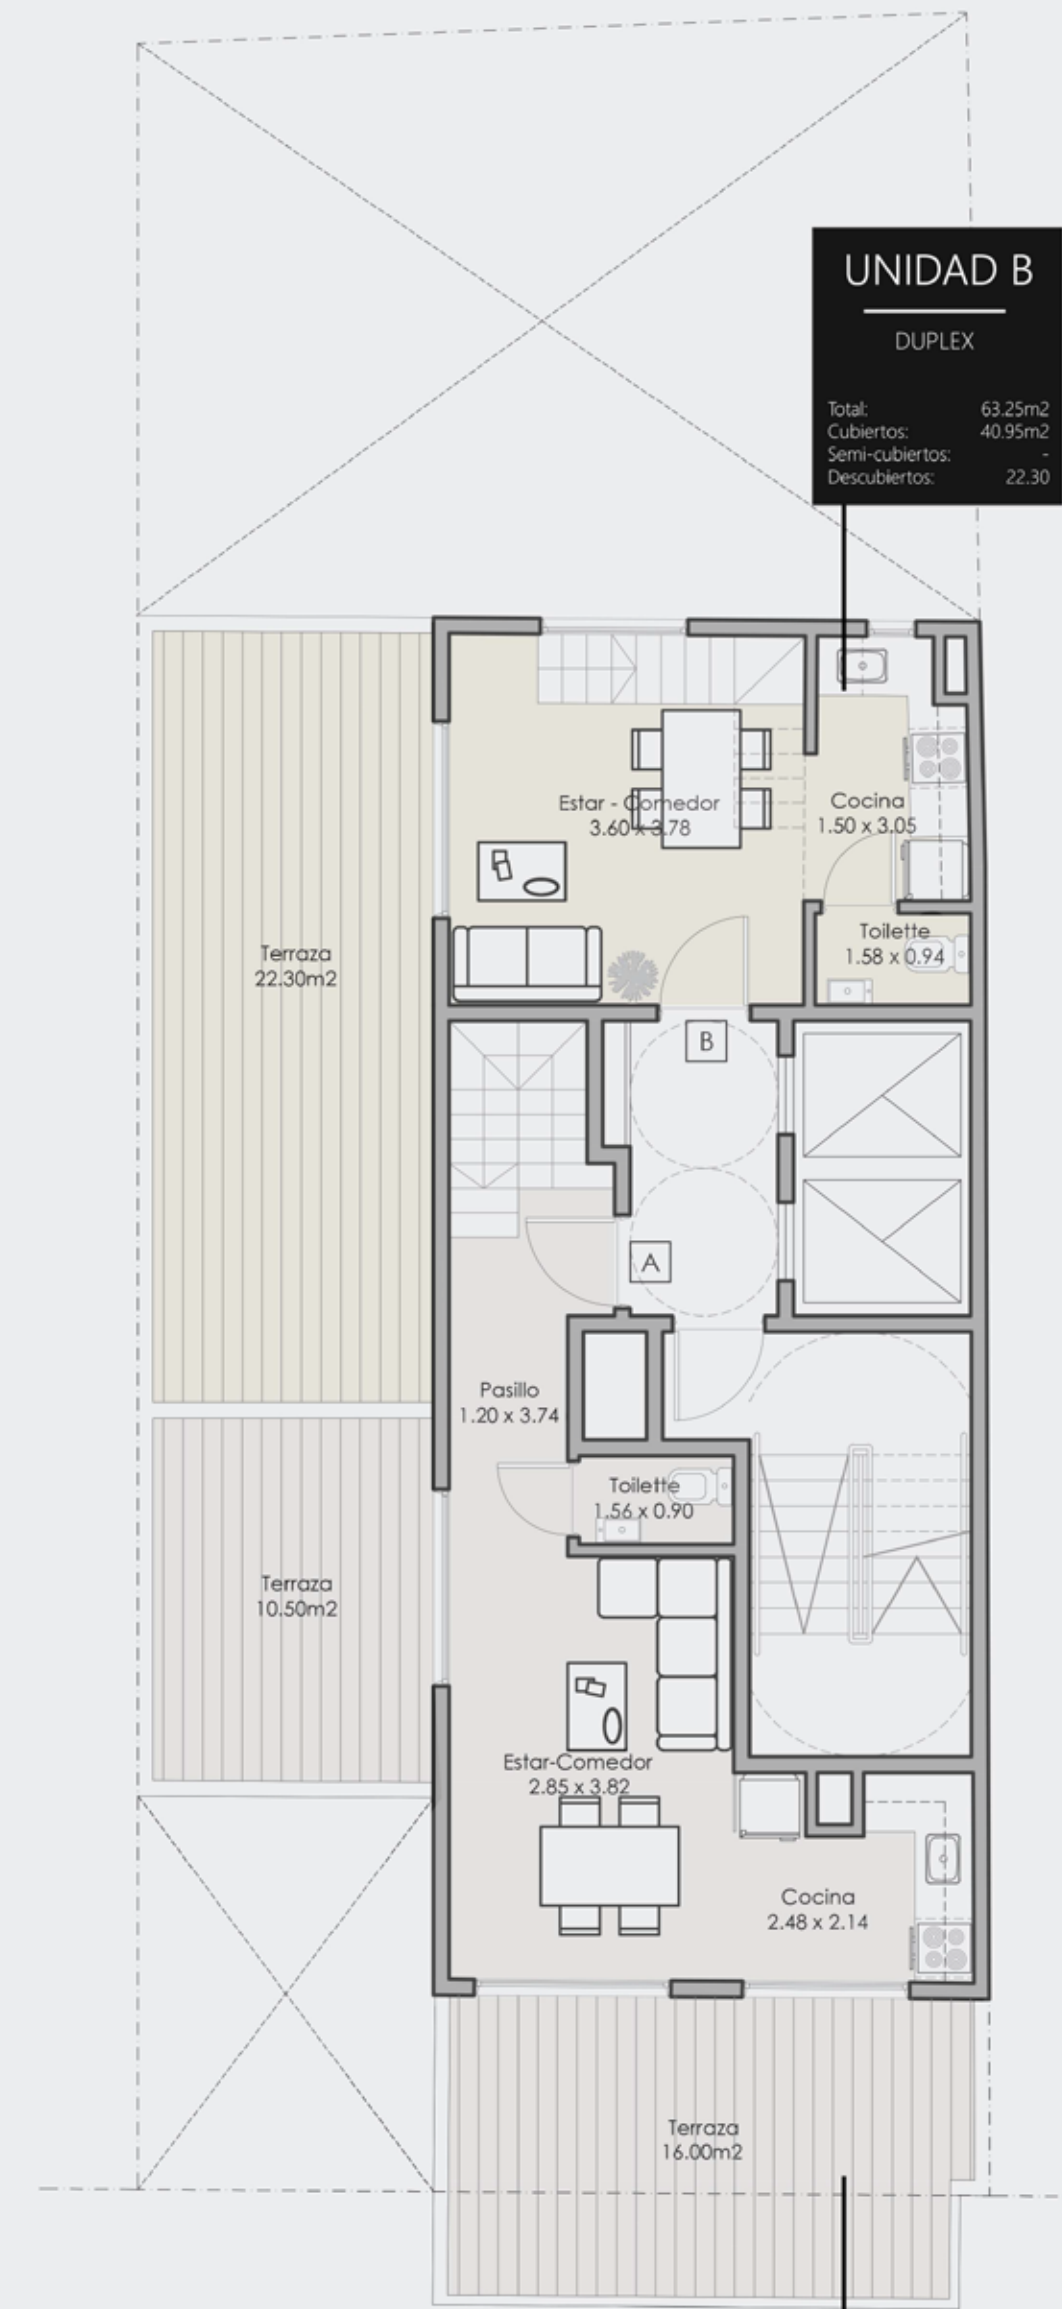 UNIDAD B
DUPLEX
Total: 63.25m2
Cubiertos: 40.95m2
Semi-cubiertos: -
Descubiertos: 22.30
Estar - Comedor
3.60 x 3.78
Cocina
1.50 x 3.05
Toilette
1.58 x 0.94
Terraza
22.30m2
B
A
Pasillo
1.20 x 3.74
Toilette
1.56 x 0.90
Terraza
10.50m2
Estar-Comedor
2.85 x 3.82
Cocina
2.48 x 2.14
Terraza
16.00m2